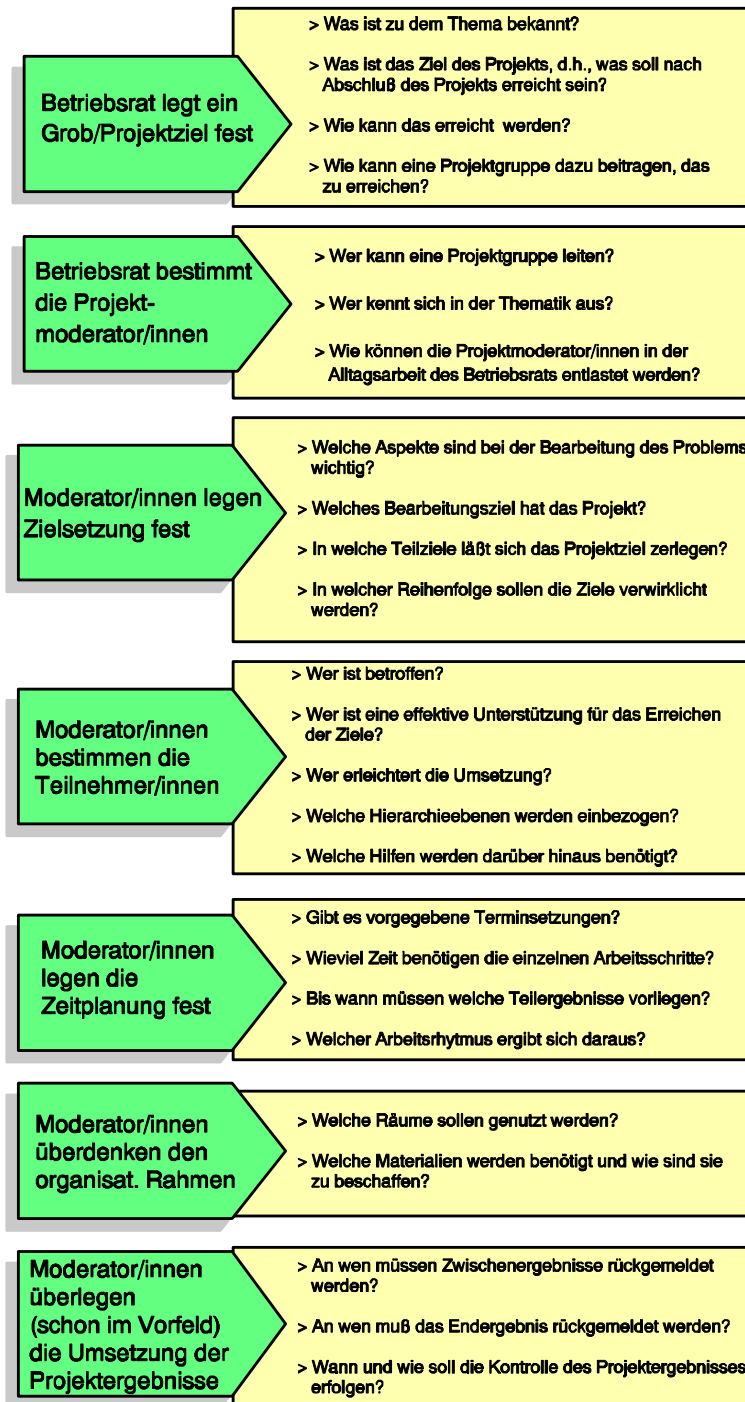 Betriebsrat legt ein
Grob/Projektziel fest
> Was ist zu dem Thema bekannt?
> Was ist das Ziel des Projekts, d.h., was soll nach
Abschluß des Projekts erreicht sein?
> Wie kann das erreicht werden?
> Wie kann eine Projektgruppe dazu beitragen, das
zu erreichen?
Betriebsrat bestimmt
die Projekt-
moderator/innen
> Wer kann eine Projektgruppe leiten?
> Wer kennt sich in der Thematik aus?
> Wie können die Projektmoderator/innen in der
Alltagsarbeit des Betriebsrats entlastet werden?
Moderator/innen legen
Zielsetzung fest
> Welche Aspekte sind bei der Bearbeitung des Problems
wichtig?
> Welches Bearbeitungsziel hat das Projekt?
> In welche Teilziele läßt sich das Projektziel zerlegen?
> In welcher Reihenfolge sollen die Ziele verwirklicht
werden?
Moderator/innen
bestimmen die
Teilnehmer/innen
> Wer ist betroffen?
> Wer ist eine effektive Unterstützung für das Erreichen
der Ziele?
> Wer erleichtert die Umsetzung?
> Welche Hierarchieebenen werden einbezogen?
> Welche Hilfen werden darüber hinaus benötigt?
Moderator/innen
legen die
Zeitplanung fest
> Gibt es vorgegebene Terminsetzungen?
> Wieviel Zeit benötigen die einzelnen Arbeitsschritte?
> Bis wann müssen welche Teilergebnisse vorliegen?
> Welcher Arbeitsrhytmus ergibt sich daraus?
Moderator/innen
überdenken den
organisat. Rahmen
> Welche Räume sollen genutzt werden?
> Welche Materialien werden benötigt und wie sind sie
zu beschaffen?
Moderator/innen
überlegen
(schon im Vorfeld)
die Umsetzung der
Projektergebnisse
> An wen müssen Zwischenergebnisse rückgemeldet
werden?
> An wen muß das Endergebnis rückgemeldet werden?
> Wann und wie soll die Kontrolle des Projektergebnisses
erfolgen?